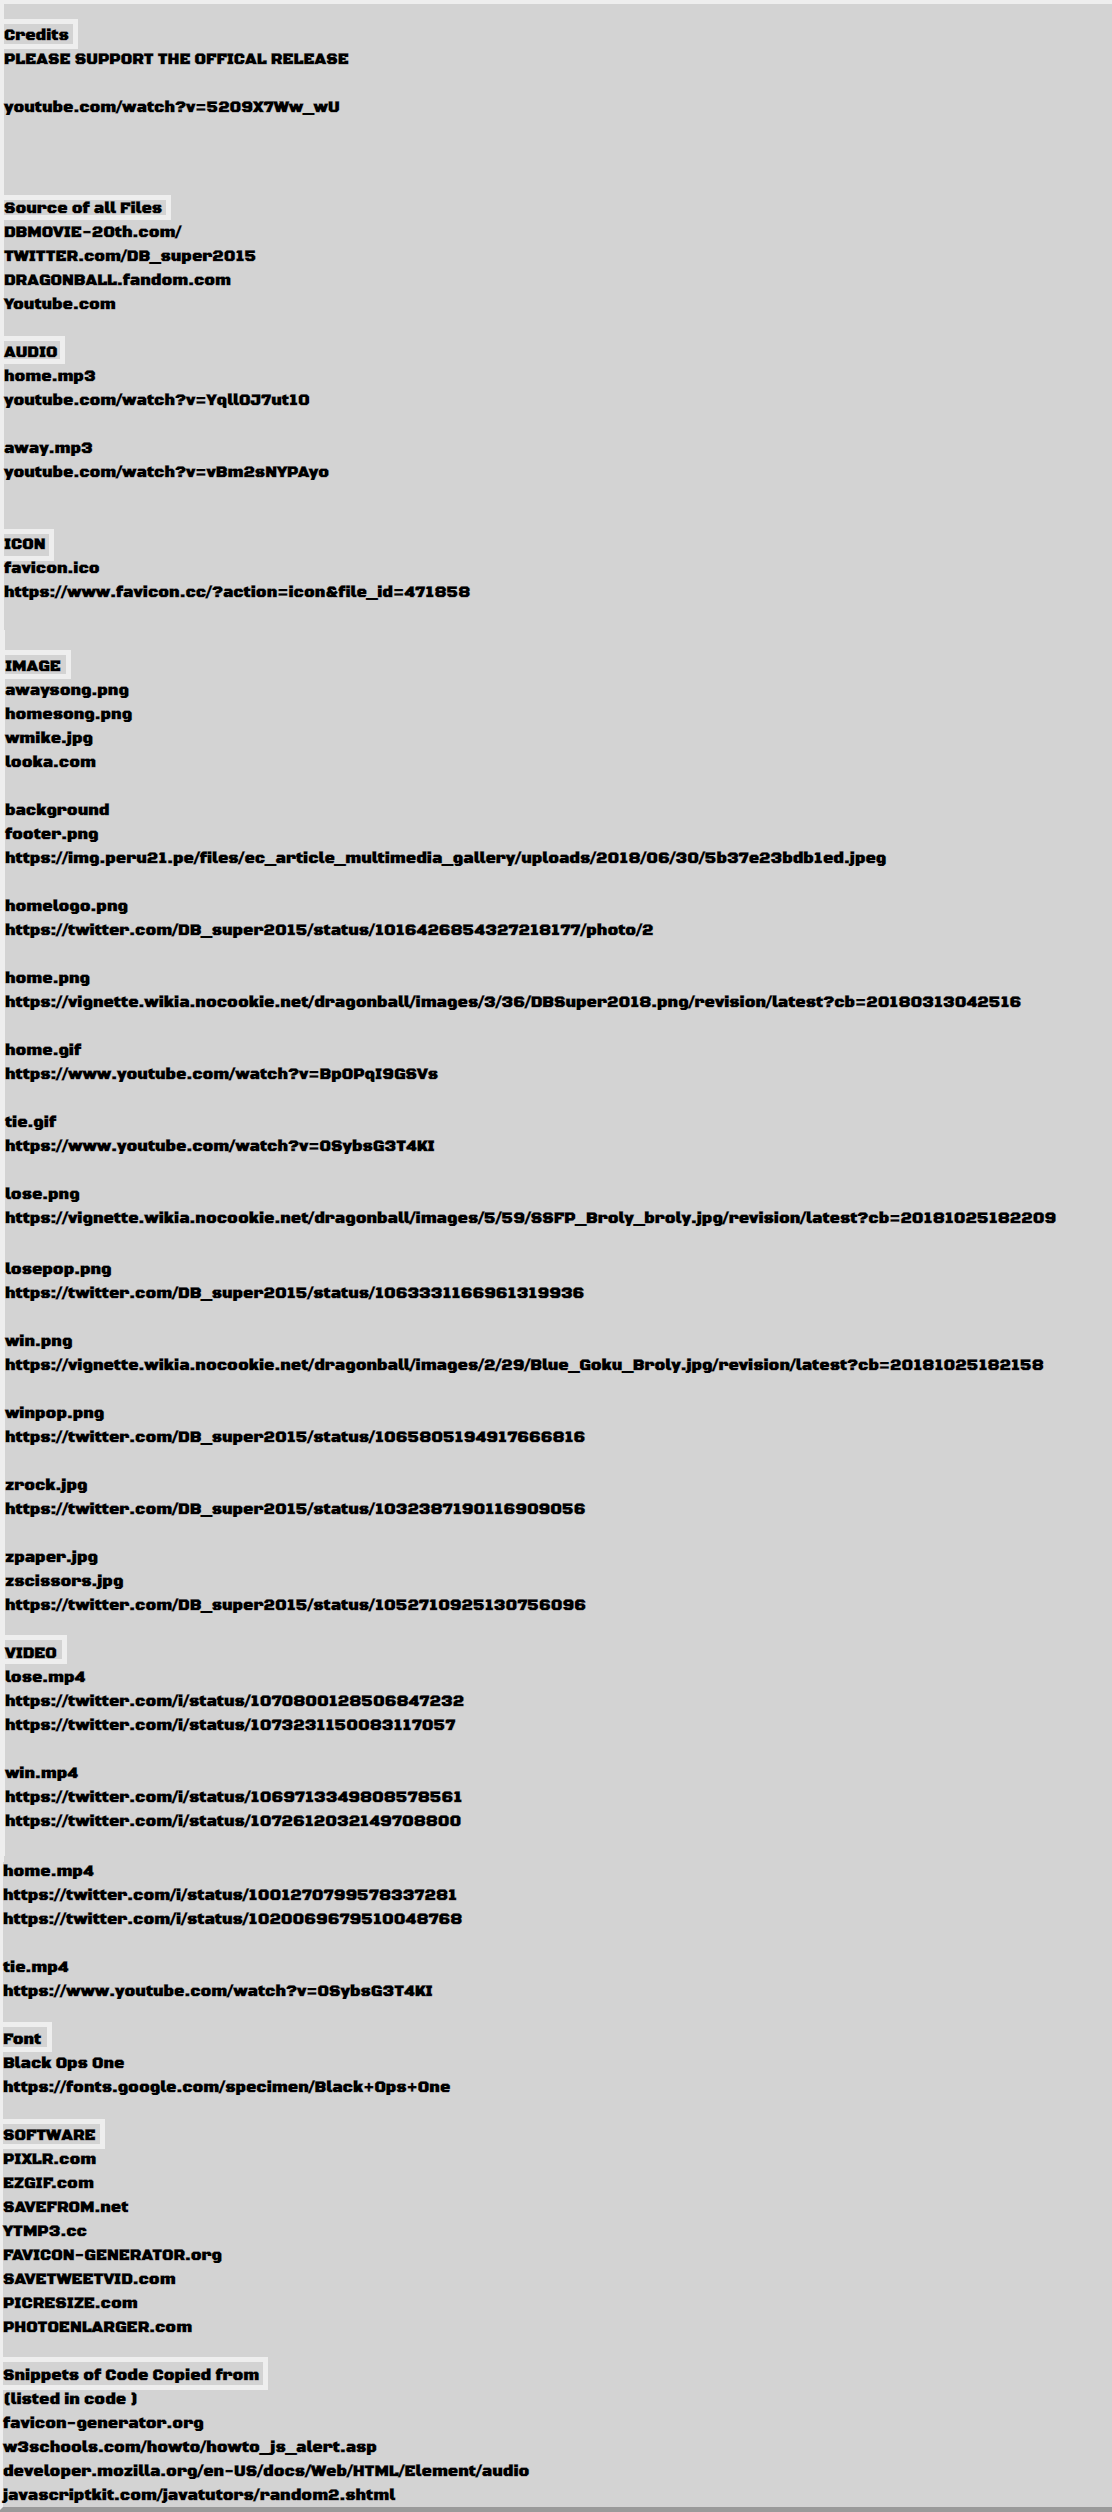 Credits
PLEASE SUPPORT THE OFFICAL RELEASE
youtube.com/watch?v=5209X7Ww_wU
Source of all Files
DBMOVIE-20th.com/
TWITTER.com/DB_super2015
DRAGONBALL.fandom.com
Youtube.com
AUDIO
home.mp3
youtube.com/watch?v=Yqll0J7ut10
away.mp3
youtube.com/watch?v=vBm2sNYPAyo
ICON
favicon.ico
https://www.favicon.cc/?action=icon&file_id=471858
IMAGE
awaysong.png
homesong.png
wmike.jpg
looka.com
background
footer.png
https://img.peru21.pe/files/ec_article_multimedia_gallery/uploads/2018/06/30/5b37e23bdb1ed.jpeg
homelogo.png
https://twitter.com/DB_super2015/status/1016426854327218177/photo/2
home.png
https://vignette.wikia.nocookie.net/dragonball/images/3/36/DBSuper2018.png/revision/latest?cb=20180313042516
home.gif
https://www.youtube.com/watch?v=Bp0PqI9GSVs
tie.gif
https://www.youtube.com/watch?v=0SybsG3T4KI
lose.png
https://vignette.wikia.nocookie.net/dragonball/images/5/59/SSFP_Broly_broly.jpg/revision/latest?cb=20181025182209
losepop.png
https://twitter.com/DB_super2015/status/1063331166961319936
win.png
https://vignette.wikia.nocookie.net/dragonball/images/2/29/Blue_Goku_Broly.jpg/revision/latest?cb=20181025182158
winpop.png
https://twitter.com/DB_super2015/status/1065805194917666816
zrock.jpg
https://twitter.com/DB_super2015/status/1032387190116909056
zpaper.jpg
zscissors.jpg
https://twitter.com/DB_super2015/status/1052710925130756096
VIDEO
lose.mp4
https://twitter.com/i/status/1070800128506847232
https://twitter.com/i/status/1073231150083117057
win.mp4
https://twitter.com/i/status/1069713349808578561
https://twitter.com/i/status/1072612032149708800
home.mp4
https://twitter.com/i/status/1001270799578337281
https://twitter.com/i/status/1020069679510048768
tie.mp4
https://www.youtube.com/watch?v=0SybsG3T4KI
Font
Black Ops One
https://fonts.google.com/specimen/Black+Ops+One
SOFTWARE
PIXLR.com
EZGIF.com
SAVEFROM.net
YTMP3.cc
FAVICON-GENERATOR.org
SAVETWEETVID.com
PICRESIZE.com
PHOTOENLARGER.com
Snippets of Code Copied from
(listed in code )
favicon-generator.org
w3schools.com/howto/howto_js_alert.asp
developer.mozilla.org/en-US/docs/Web/HTML/Element/audio
javascriptkit.com/javatutors/random2.shtml